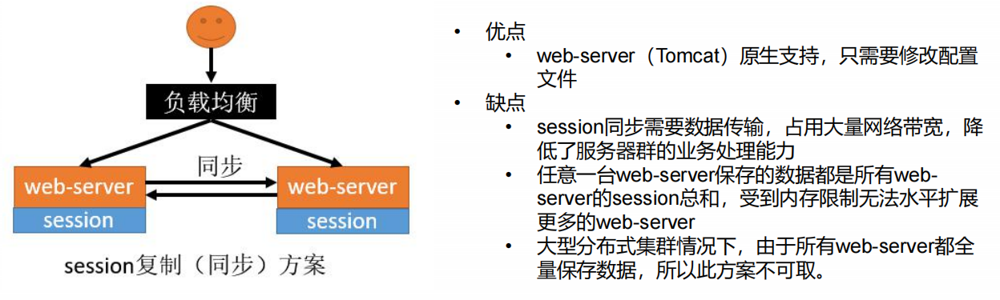 负载均衡
同步
web-server
web-server
session
session
session复制（同步）方案
• 优点
• web-server（Tomcat）原生支持，只需要修改配置
文件
• 缺点
• session同步需要数据传输，占用大量网络带宽，降
低了服务器群的业务处理能力
• 任意一台web-server保存的数据都是所有web-
server的session总和，受到内存限制无法水平扩展
更多的web-server
• 大型分布式集群情况下，由于所有web-server都全
量保存数据，所以此方案不可取。